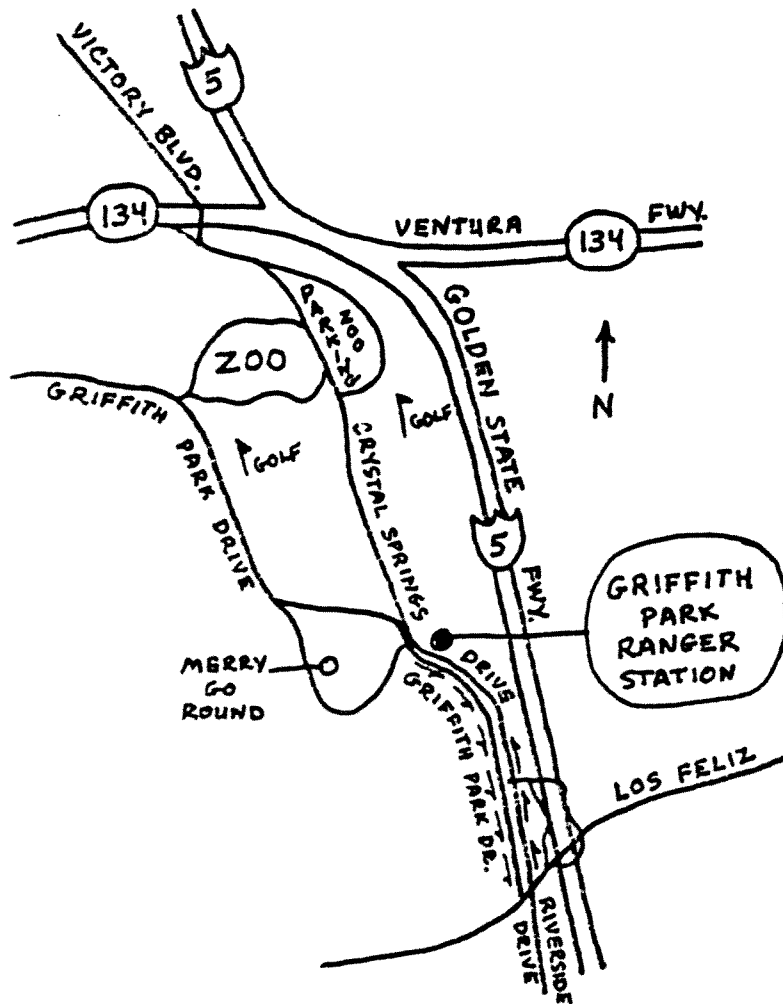 VICTORY BLVD.
5
134
VENTURA
134
FWY.
GOLDEN STATE
5
FWY.
ZOO
PARKING
ZOO
N
GRIFFITH
PARK DRIVE
GOLF
GOLF
CRYSTAL SPRINGS
DRIVE
GRIFFITH
PARK
RANGER
STATION
MERRY
GO
ROUND
GRIFFITH PARK DR.
LOS FELIZ
RIVERSIDE
DRIVE